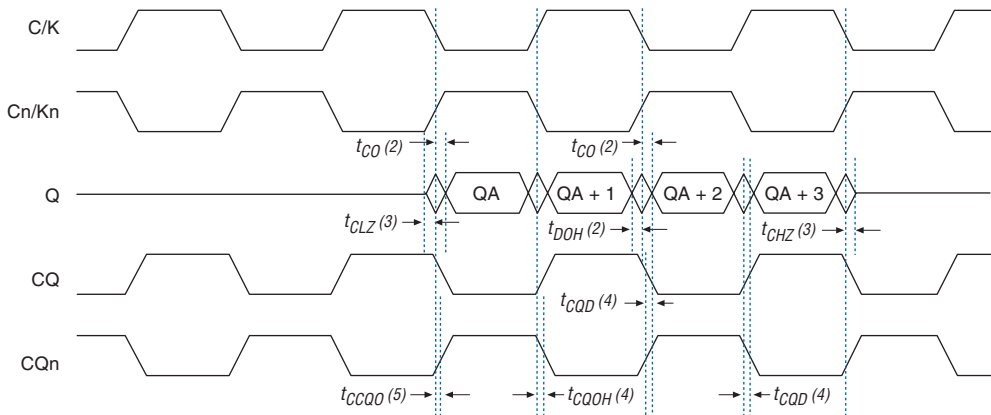 C/K
Cn/Kn
tCO (2) tCO (2)
Q QA QA + 1 QA + 2 QA + 3
tCLZ (3) tDOH (2) tCHZ (3)
CQ
tCQD (4)
CQn
tCCQO (5) tCQOH (4) tCQD (4)